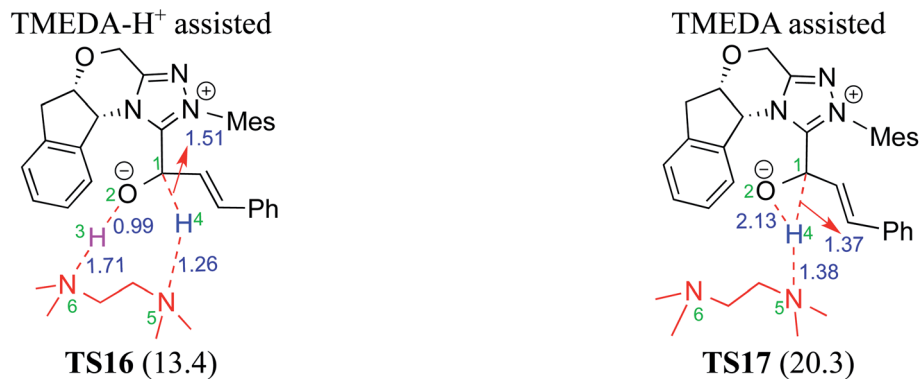 TMEDA-H⁺ assisted
O
N
N
⊕
N
Mes
1.51
⊖
1
O
2
H
4
3
H
0.99
Ph
1.71
1.26
N
6
N
5
TS16 (13.4)
TMEDA assisted
O
N
N
⊕
N
Mes
⊖
1
O
2
2.13
H
4
Ph
1.37
1.38
N
6
N
5
TS17 (20.3)